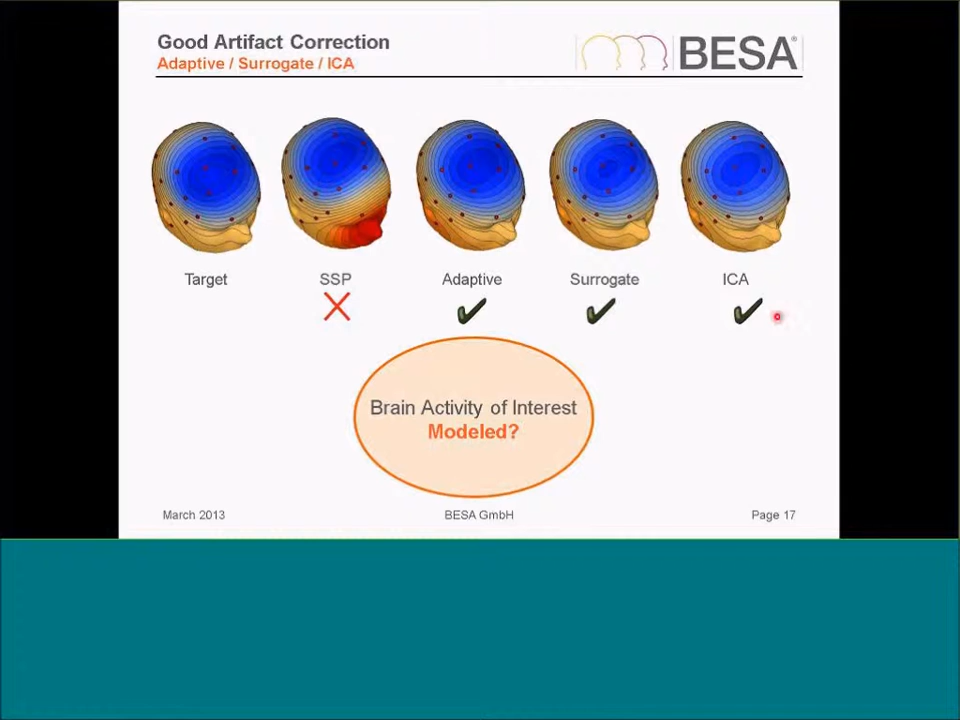 Good Artifact Correction
Adaptive / Surrogate / ICA
BESA®
Target
SSP
Adaptive
Surrogate
ICA
Brain Activity of Interest
Modeled?
March 2013
BESA GmbH
Page 17